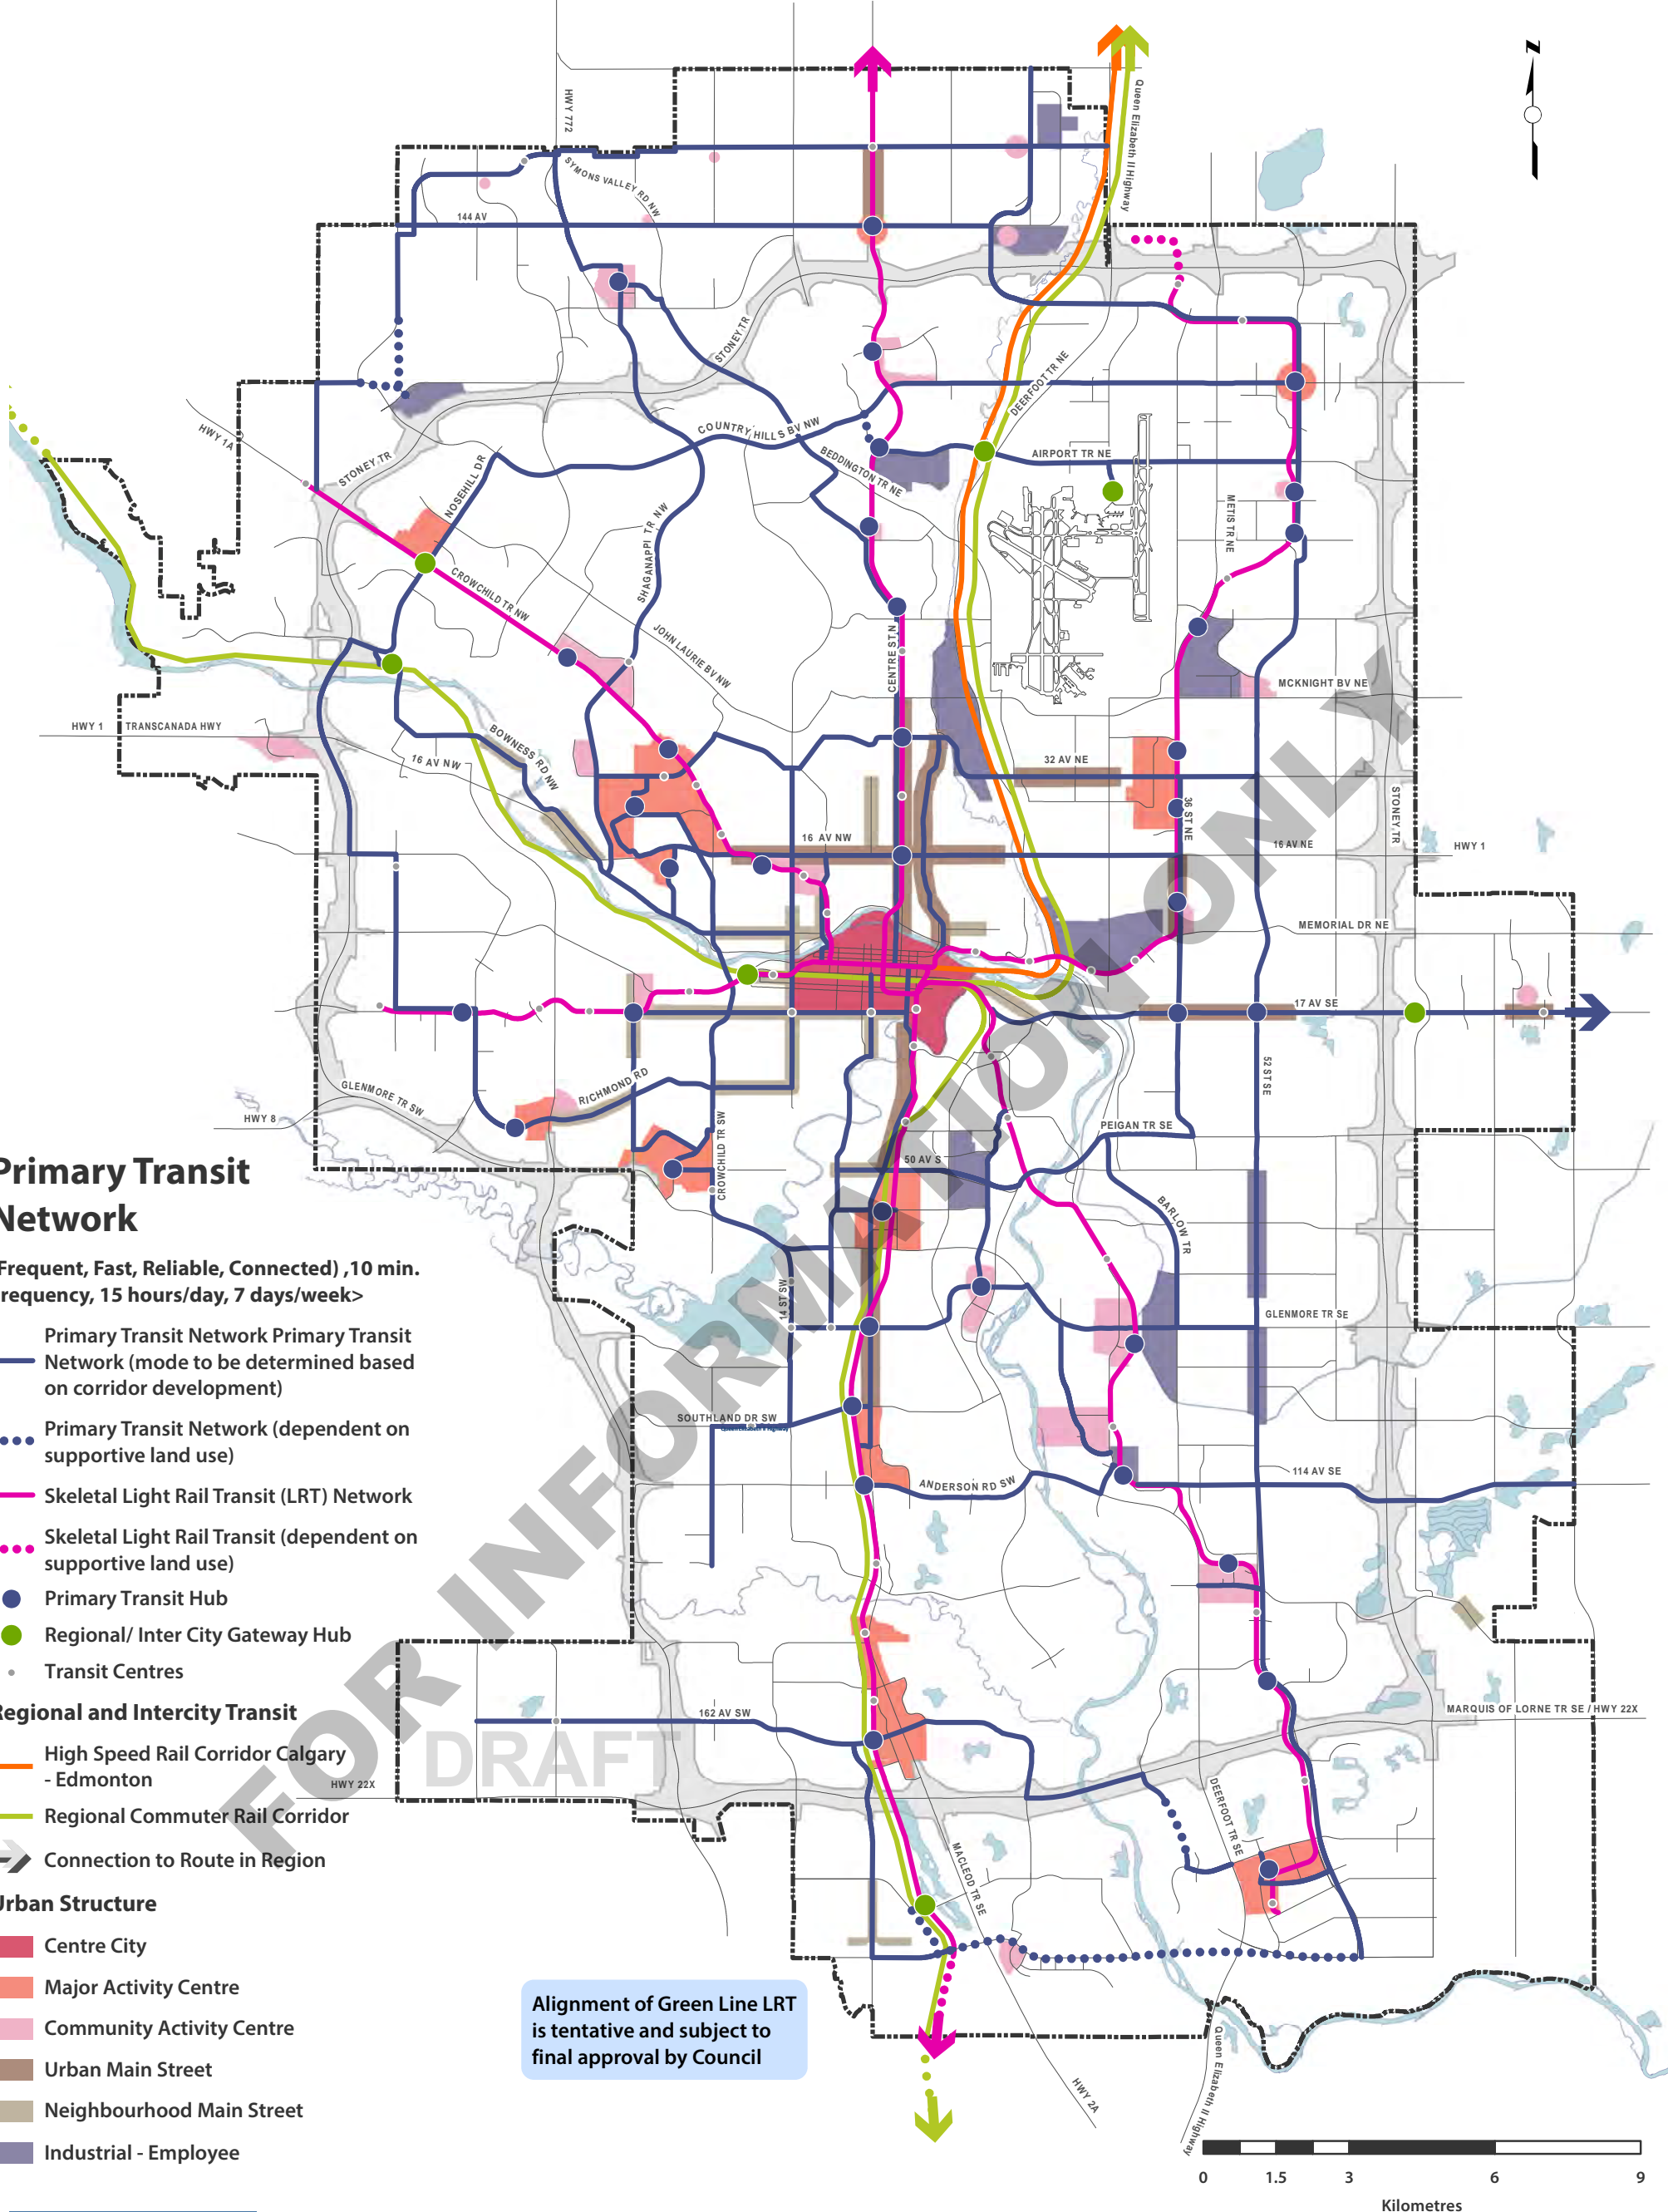 N
HWY 772
Queen Elizabeth II Highway
SYMONS VALLEY RD NW
144 AV
STONEY TR
DEERFOOT TR NE
HWY 1A
STONEY TR
NOSEHILL DR
COUNTRY HILLS BV NW
BEDDINGTON TR NE
AIRPORT TR NE
METIS TR NE
SHAGANAPPI TR NW
CROWCHILD TR NW
JOHN LAURIE BV NW
CENTRE ST N
MCKNIGHT BV NE
HWY 1
TRANSCANADA HWY
BOWNESS RD NW
16 AV NW
32 AV NE
36 ST NE
STONEY TR
16 AV NW
16 AV NE
HWY 1
MEMORIAL DR NE
17 AV SE
52 ST SE
GLENMORE TR SW
RICHMOND RD
HWY 8
CROWCHILD TR SW
PEIGAN TR SE
50 AV S
BARLOW TR
14 ST SW
GLENMORE TR SE
SOUTHLAND DR SW
Queen Elizabeth II Highway
ANDERSON RD SW
114 AV SE
162 AV SW
MARQUIS OF LORNE TR SE / HWY 22X
HWY 22X
DEERFOOT TR SE
MACLEOD TR SE
HWY 2A
Queen Elizabeth II Highway
FOR INFORMATION ONLY
DRAFT
Primary Transit
Network
Frequent, Fast, Reliable, Connected) ,10 min.
requency, 15 hours/day, 7 days/week>
Primary Transit Network Primary Transit
Network (mode to be determined based
on corridor development)
Primary Transit Network (dependent on
supportive land use)
Skeletal Light Rail Transit (LRT) Network
Skeletal Light Rail Transit (dependent on
supportive land use)
Primary Transit Hub
Regional/ Inter City Gateway Hub
Transit Centres
Regional and Intercity Transit
High Speed Rail Corridor Calgary
- Edmonton
Regional Commuter Rail Corridor
Connection to Route in Region
Urban Structure
Centre City
Major Activity Centre
Community Activity Centre
Urban Main Street
Neighbourhood Main Street
Industrial - Employee
Alignment of Green Line LRT
is tentative and subject to
final approval by Council
0 1.5 3 6 9
Kilometres